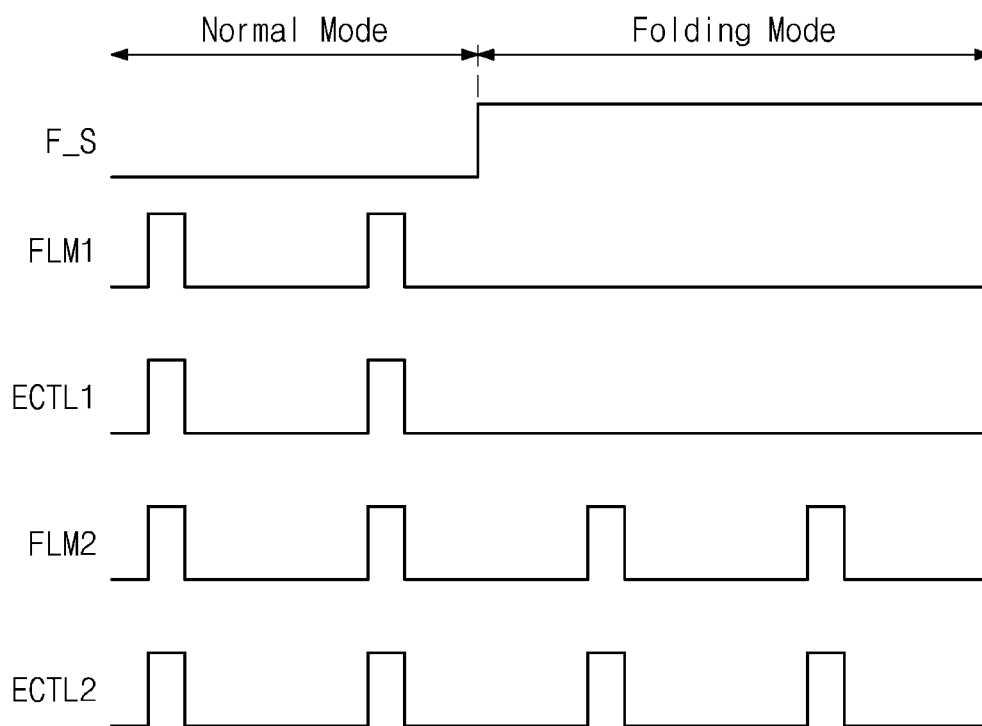 Normal Mode Folding Mode
F_S
FLM1
ECTL1
FLM2
ECTL2